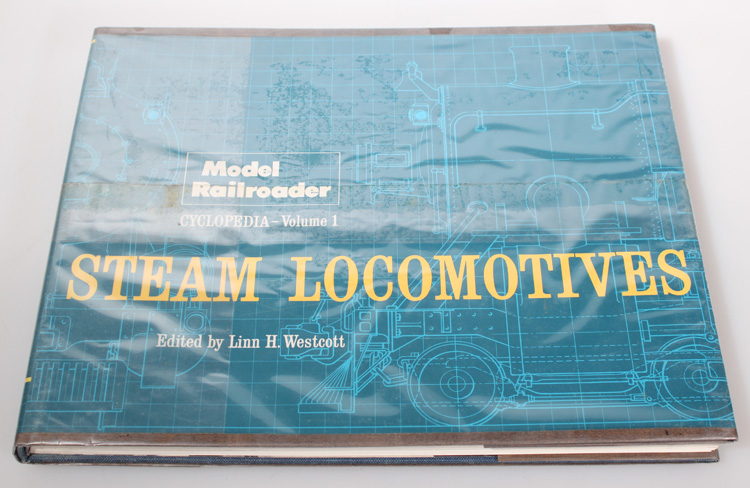 Model
Railroader
CYCLOPEDIA – Volume 1
STEAM LOCOMOTIVES
Edited by Linn H. Westcott